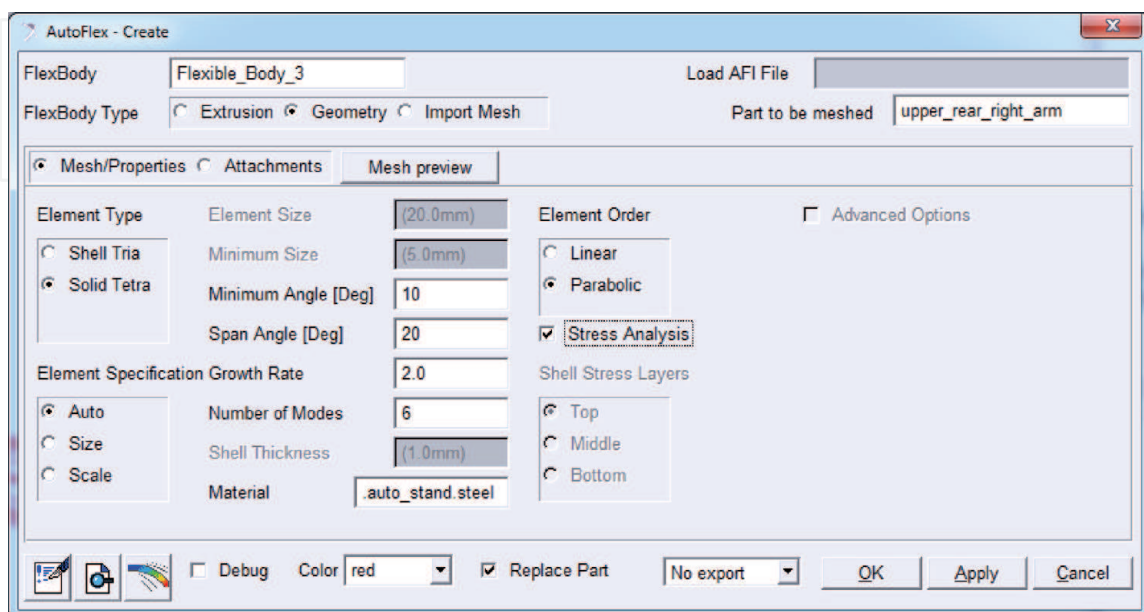 AutoFlex - Create
FlexBody Flexible_Body_3 Load AFI File
FlexBody Type Extrusion Geometry Import Mesh Part to be meshed upper_rear_right_arm
Mesh/Properties Attachments Mesh preview
Element Type Element Size (20.0mm) Element Order Advanced Options
Shell Tria Minimum Size (5.0mm) Linear
Solid Tetra Minimum Angle [Deg] 10 Parabolic
Span Angle [Deg] 20 Stress Analysis
Element Specification Growth Rate 2.0 Shell Stress Layers
Auto Number of Modes 6 Top
Size Shell Thickness (1.0mm) Middle
Scale Material .auto_stand.steel Bottom
Debug Color red Replace Part No export OK Apply Cancel